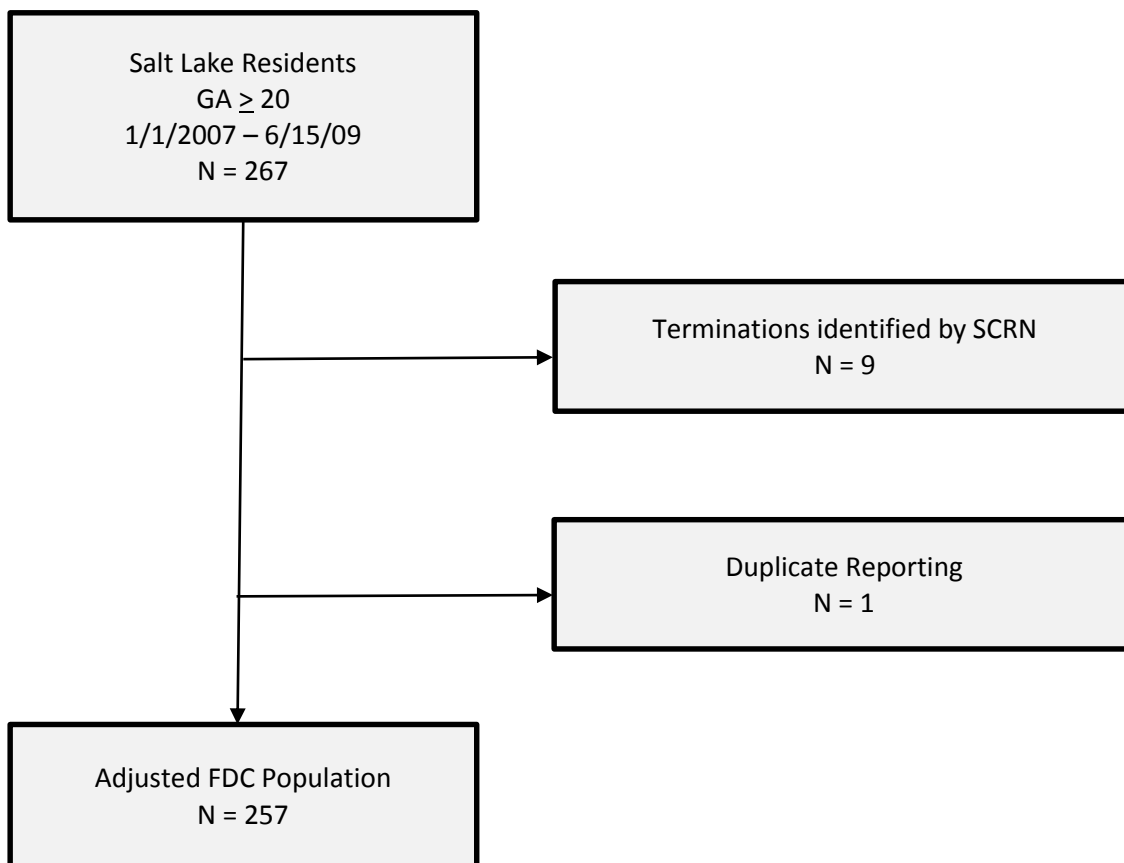 Salt Lake Residents
GA ≥ 20
1/1/2007 – 6/15/09
N = 267
Terminations identified by SCRN
N = 9
Duplicate Reporting
N = 1
Adjusted FDC Population
N = 257